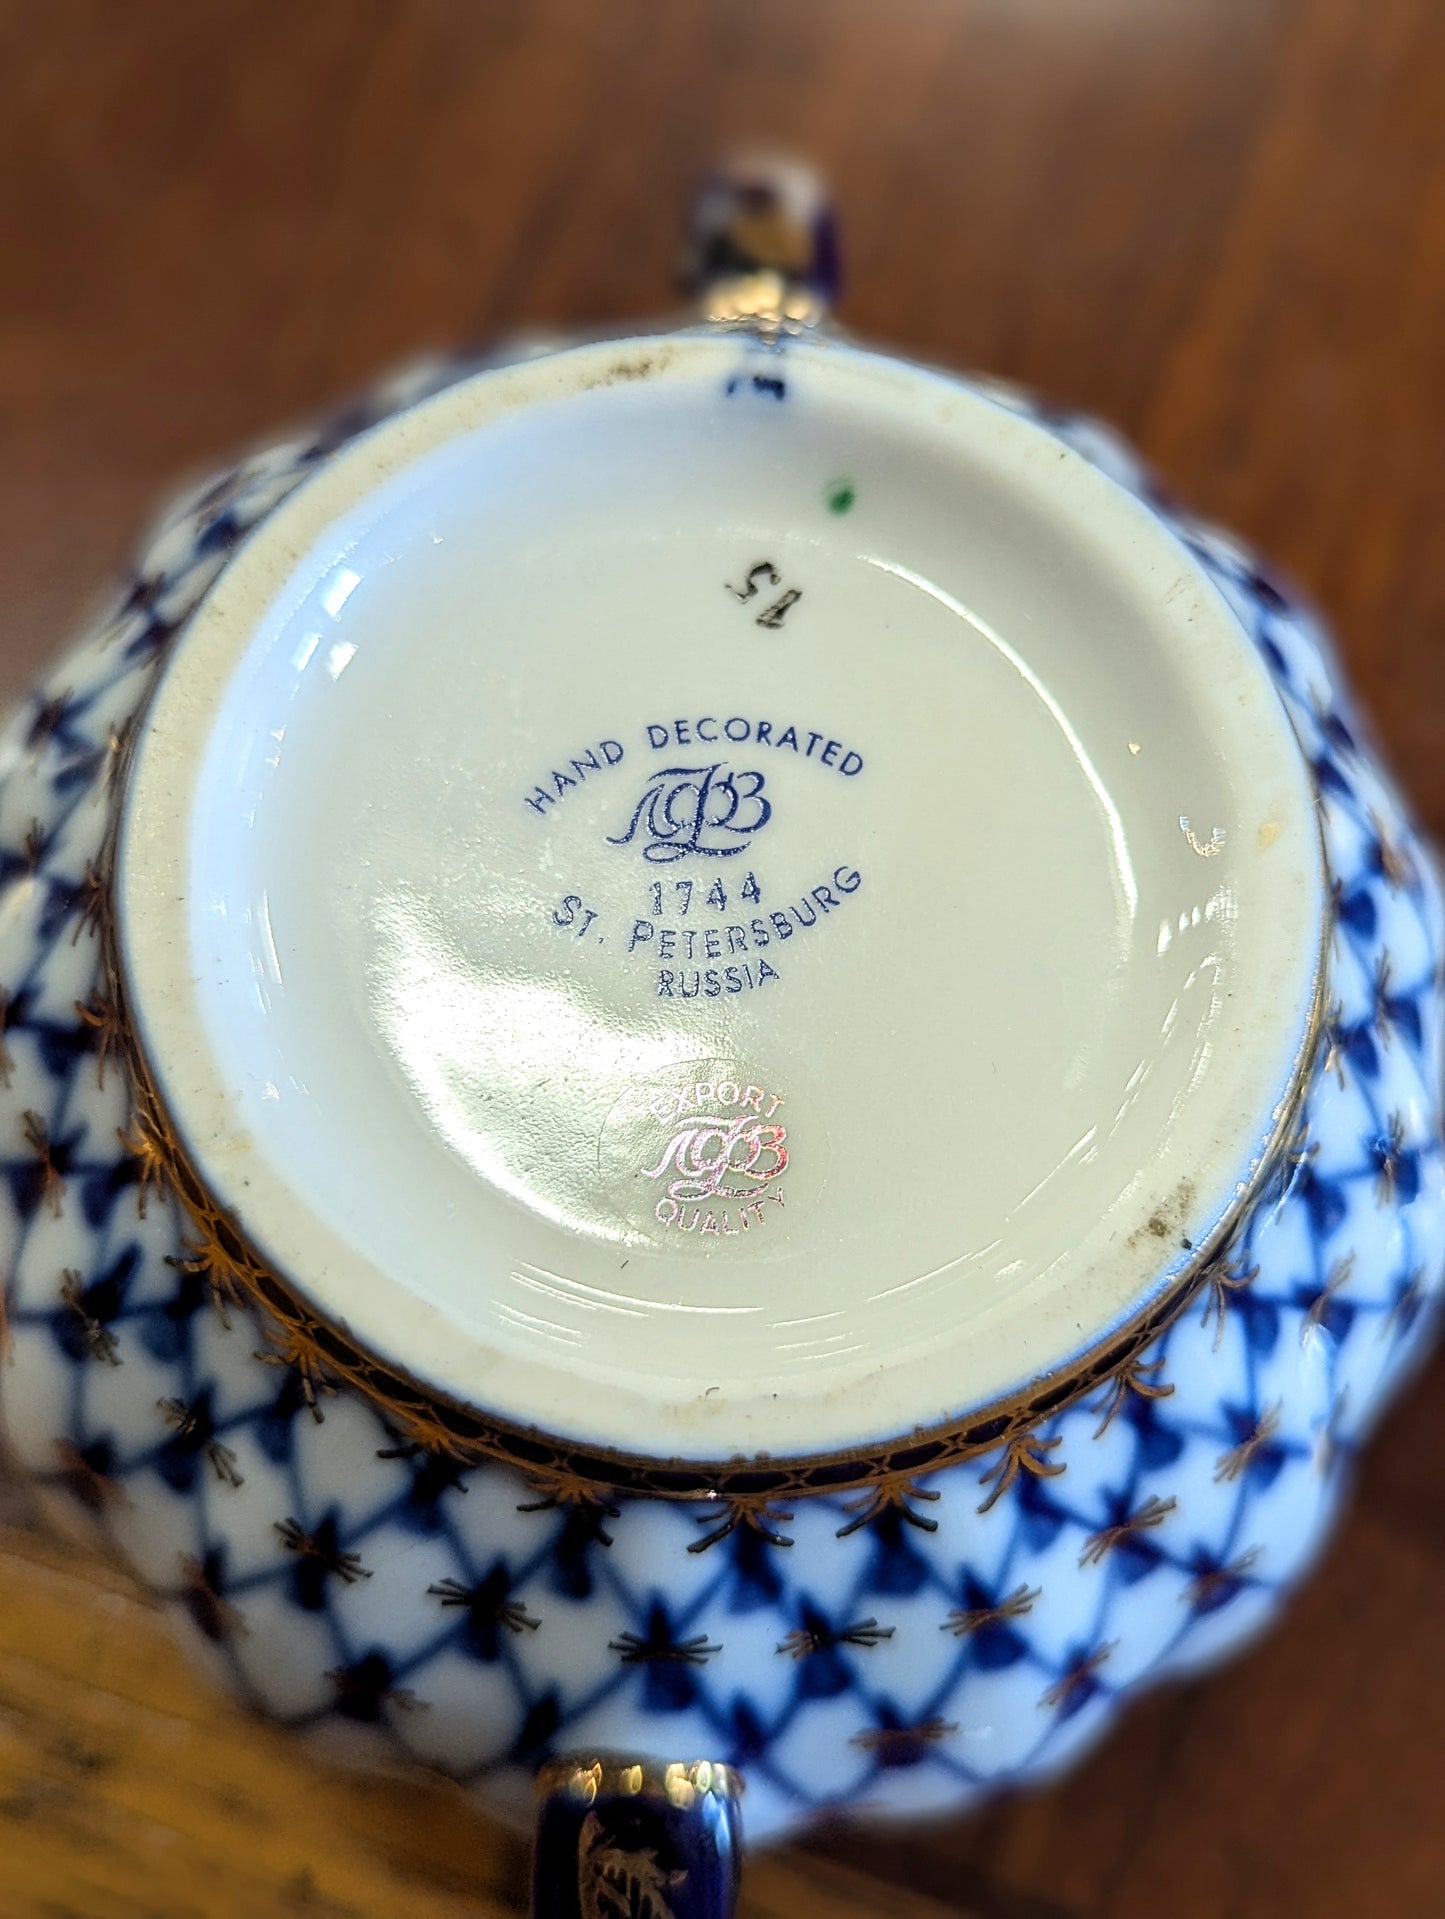 15
HAND DECORATED
ЛФЗ
1744
ST. PETERSBURG
RUSSIA
EXPORT
ЛФЗ
QUALITY